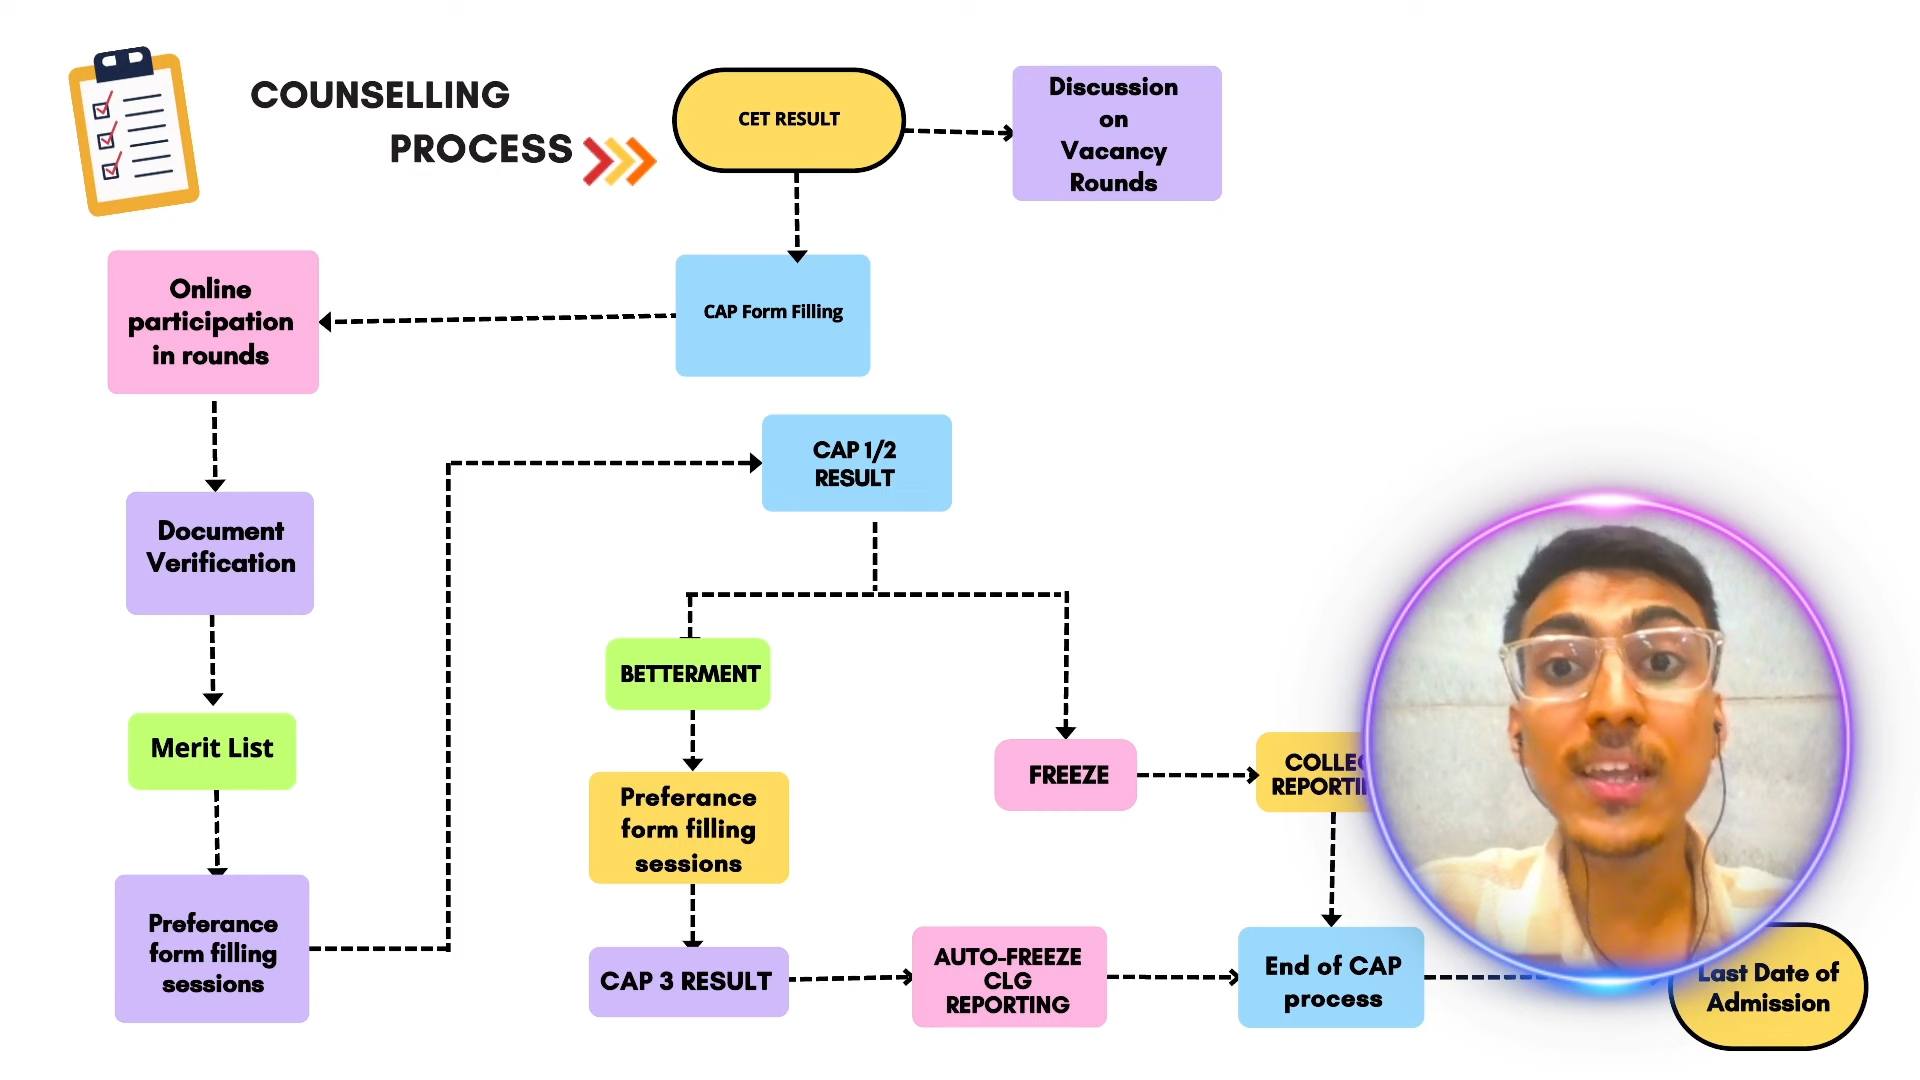 COUNSELLING
PROCESS
CET RESULT
Discussion
on
Vacancy
Rounds
CAP Form Filling
Online
participation
in rounds
Document
Verification
Merit List
Preferance
form filling
sessions
CAP 1/2
RESULT
BETTERMENT
Preferance
form filling
sessions
CAP 3 RESULT
FREEZE
AUTO-FREEZE
CLG
REPORTING
End of CAP
process
Last Date of
Admission